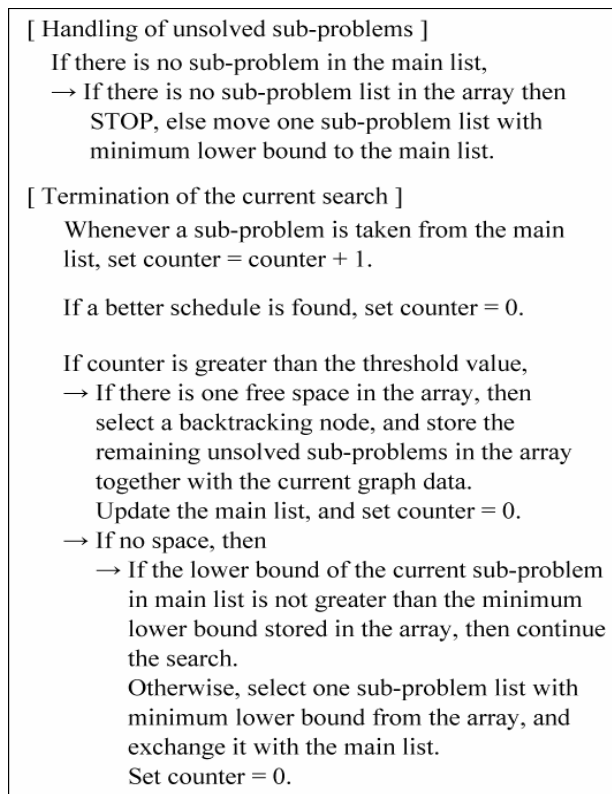 [ Handling of unsolved sub-problems ]
If there is no sub-problem in the main list,
→ If there is no sub-problem list in the array then
STOP, else move one sub-problem list with
minimum lower bound to the main list.
[ Termination of the current search ]
Whenever a sub-problem is taken from the main
list, set counter = counter + 1.
If a better schedule is found, set counter = 0.
If counter is greater than the threshold value,
→ If there is one free space in the array, then
select a backtracking node, and store the
remaining unsolved sub-problems in the array
together with the current graph data.
Update the main list, and set counter = 0.
→ If no space, then
→ If the lower bound of the current sub-problem
in main list is not greater than the minimum
lower bound stored in the array, then continue
the search.
Otherwise, select one sub-problem list with
minimum lower bound from the array, and
exchange it with the main list.
Set counter = 0.